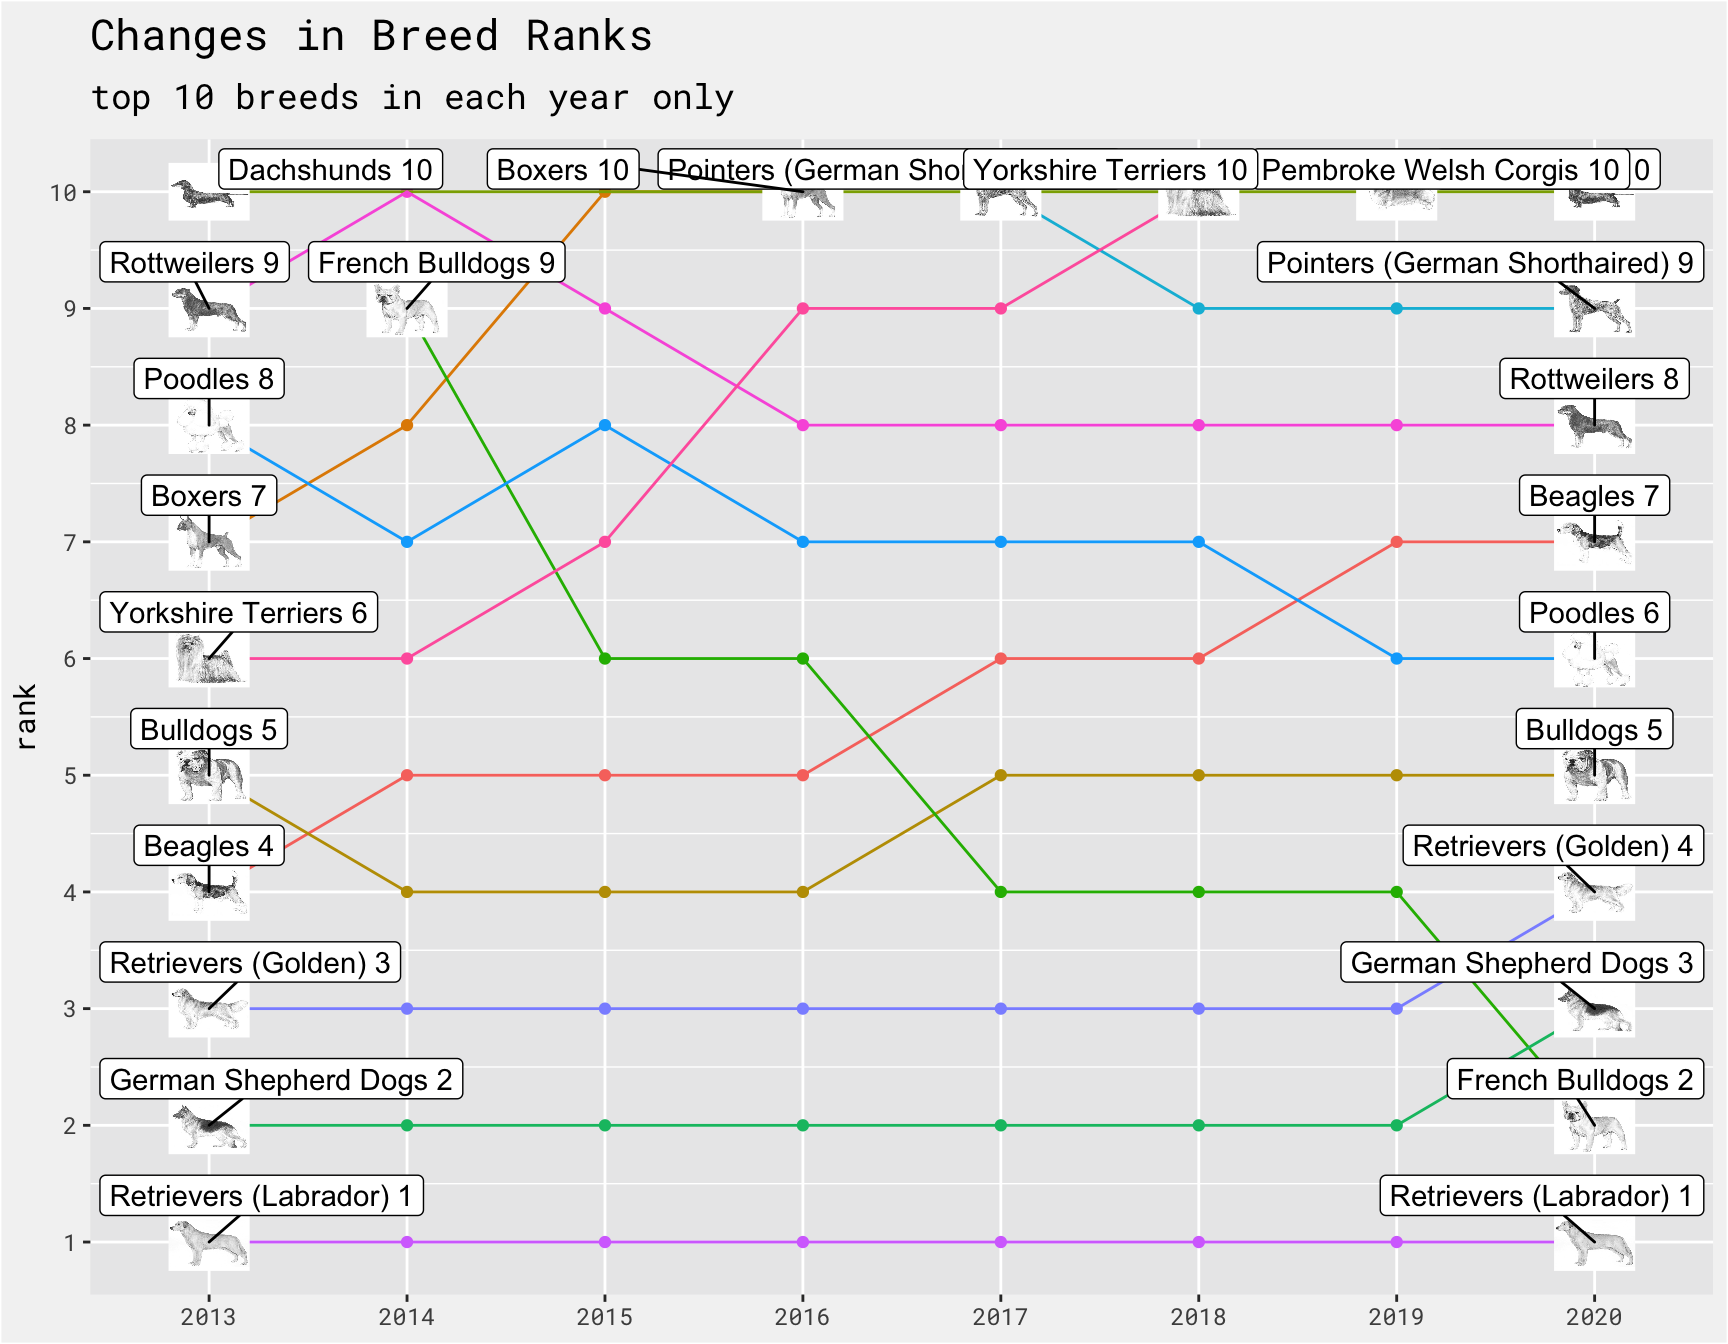 Changes in Breed Ranks
top 10 breeds in each year only
Dachshunds 10
Boxers 10
Pointers (German Sho
Yorkshire Terriers 10
Pembroke Welsh Corgis 10
0
10
Rottweilers 9
French Bulldogs 9
Pointers (German Shorthaired) 9
9
Poodles 8
Rottweilers 8
8
Boxers 7
Beagles 7
7
Yorkshire Terriers 6
Poodles 6
6
rank
Bulldogs 5
Bulldogs 5
5
Beagles 4
Retrievers (Golden) 4
4
Retrievers (Golden) 3
German Shepherd Dogs 3
3
German Shepherd Dogs 2
French Bulldogs 2
2
Retrievers (Labrador) 1
Retrievers (Labrador) 1
1
2013 2014 2015 2016 2017 2018 2019 2020